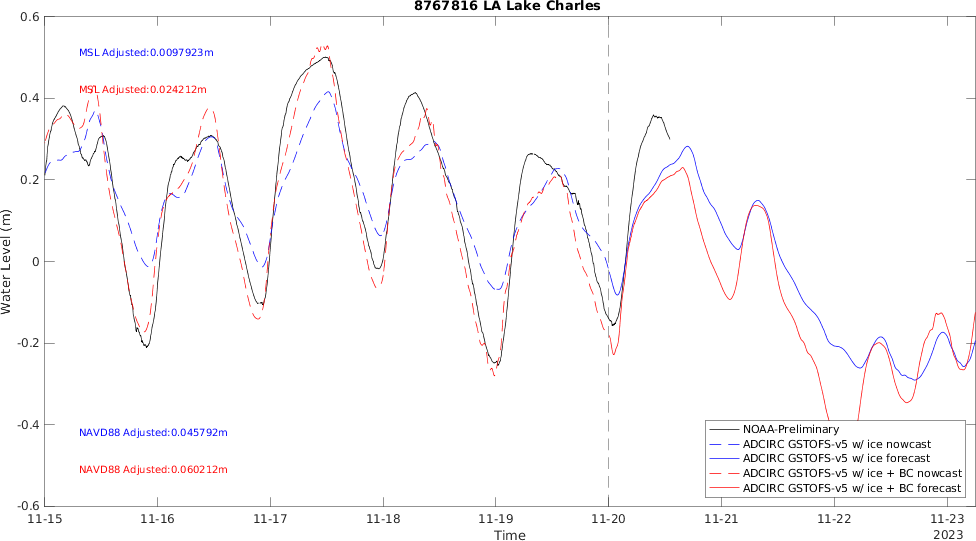 8767816 LA Lake Charles
0.6
0.4
0.2
0
-0.2
-0.4
-0.6
Water Level (m)
MSL Adjusted:0.0097923m
MSL Adjusted:0.024212m
NAVD88 Adjusted:0.045792m
NAVD88 Adjusted:0.060212m
NOAA-Preliminary
ADCIRC GSTOFS-v5 w/ ice nowcast
ADCIRC GSTOFS-v5 w/ ice forecast
ADCIRC GSTOFS-v5 w/ ice + BC nowcast
ADCIRC GSTOFS-v5 w/ ice + BC forecast
11-15 11-16 11-17 11-18 11-19 11-20 11-21 11-22 11-23
Time
2023